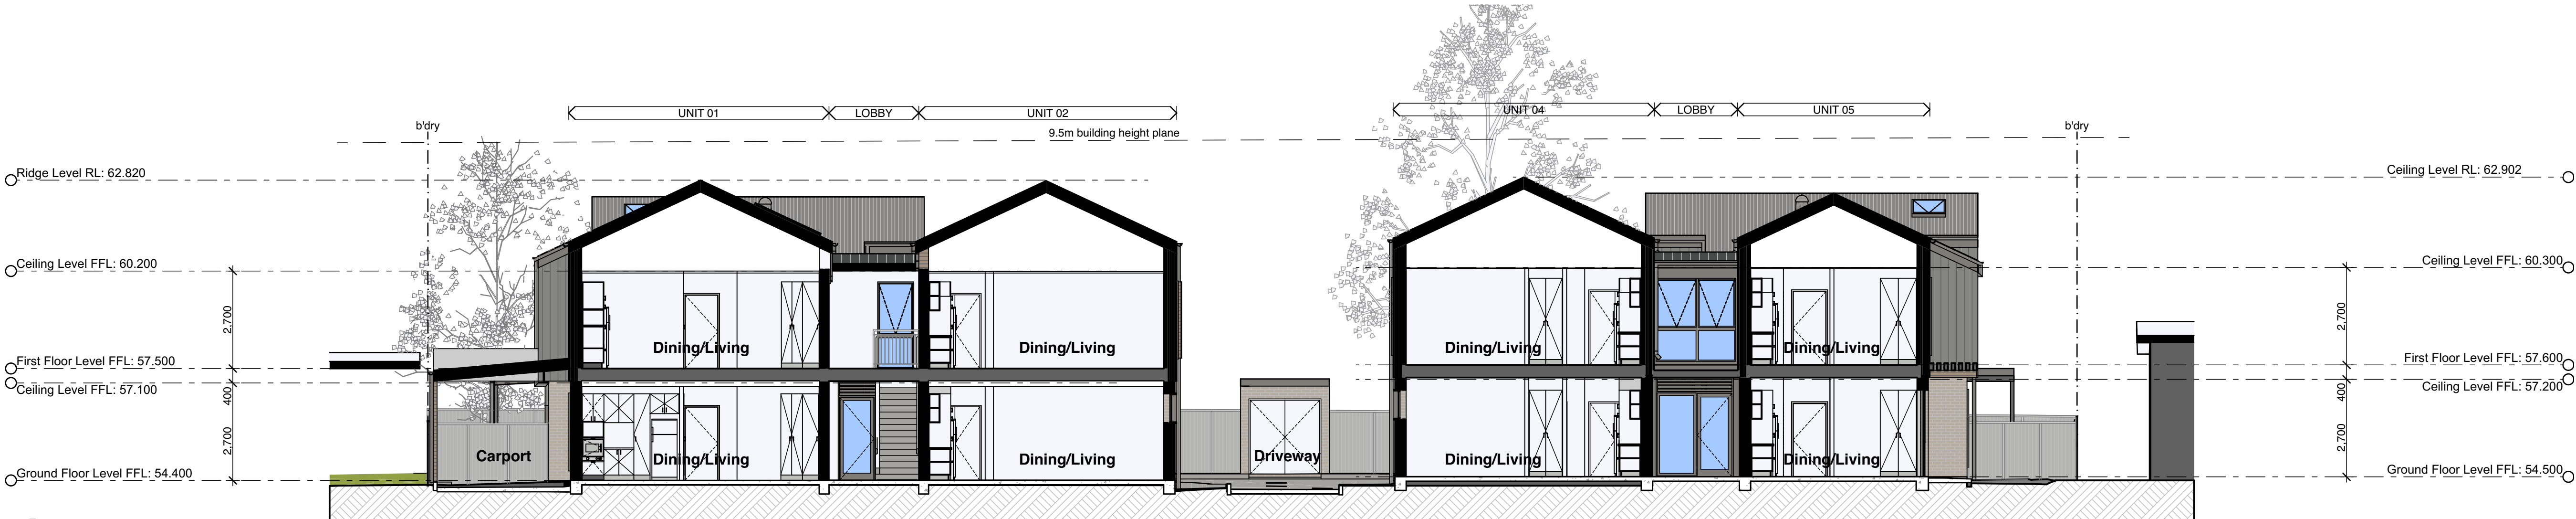 UNIT 01
LOBBY
UNIT 02
UNIT 04
LOBBY
UNIT 05
b'dry
9.5m building height plane
b'dry
Ridge Level RL: 62.820
Ceiling Level RL: 62.902
Ceiling Level FFL: 60.200
Ceiling Level FFL: 60.300
2,700
2,700
Dining/Living
Dining/Living
Dining/Living
Dining/Living
First Floor Level FFL: 57.500
First Floor Level FFL: 57.600
Ceiling Level FFL: 57.100
Ceiling Level FFL: 57.200
400
400
2,700
2,700
Carport
Dining/Living
Dining/Living
Driveway
Dining/Living
Dining/Living
Ground Floor Level FFL: 54.400
Ground Floor Level FFL: 54.500